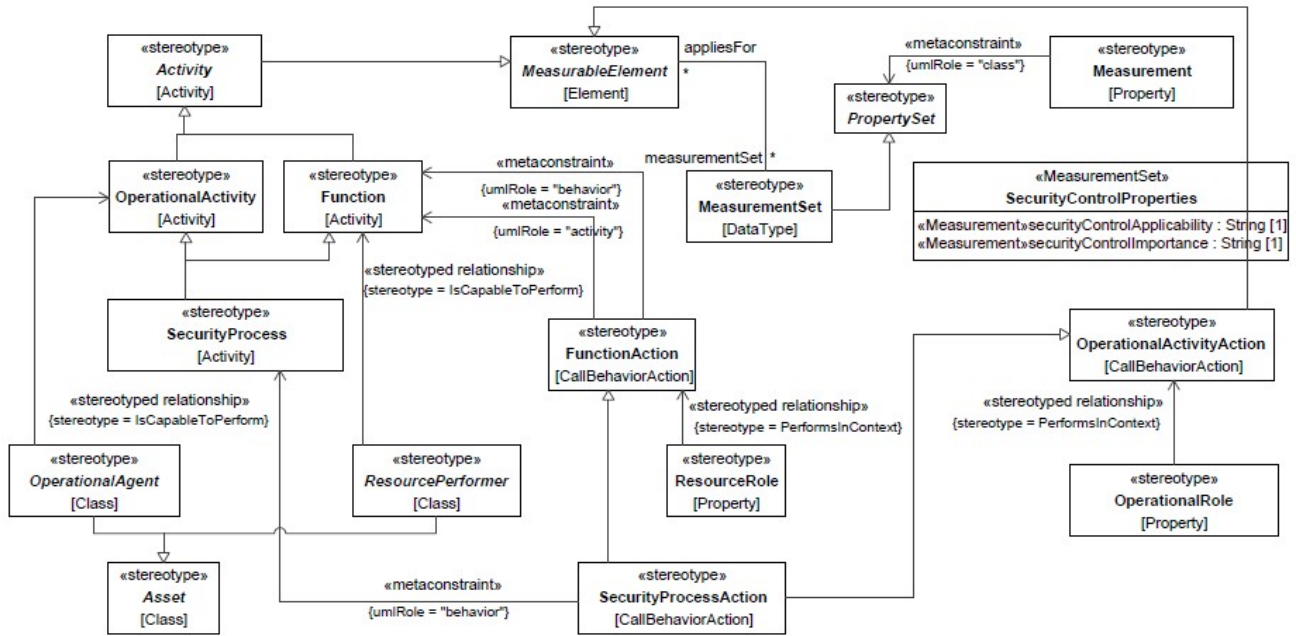 «stereotype»
Activity
[Activity]
«stereotype»
MeasurableElement
[Element]
appliesFor
*
«metaconstraint»
{umlRole = "class"}
«stereotype»
Measurement
[Property]
«stereotype»
PropertySet
«stereotype»
OperationalActivity
[Activity]
«stereotype»
Function
[Activity]
«metaconstraint»
{umlRole = "behavior"}
«metaconstraint»
{umlRole = "activity"}
measurementSet *
«stereotype»
MeasurementSet
[DataType]
«MeasurementSet»
SecurityControlProperties
«Measurement»securityControlApplicability : String [1]
«Measurement»securityControlImportance : String [1]
«stereotyped relationship»
{stereotype = IsCapableToPerform}
«stereotype»
SecurityProcess
[Activity]
«stereotype»
FunctionAction
[CallBehaviorAction]
«stereotype»
OperationalActivityAction
[CallBehaviorAction]
«stereotyped relationship»
{stereotype = IsCapableToPerform}
«stereotyped relationship»
{stereotype = PerformsInContext}
«stereotyped relationship»
{stereotype = PerformsInContext}
«stereotype»
OperationalAgent
[Class]
«stereotype»
ResourcePerformer
[Class]
«stereotype»
ResourceRole
[Property]
«stereotype»
OperationalRole
[Property]
«stereotype»
Asset
[Class]
«metaconstraint»
{umlRole = "behavior"}
«stereotype»
SecurityProcessAction
[CallBehaviorAction]